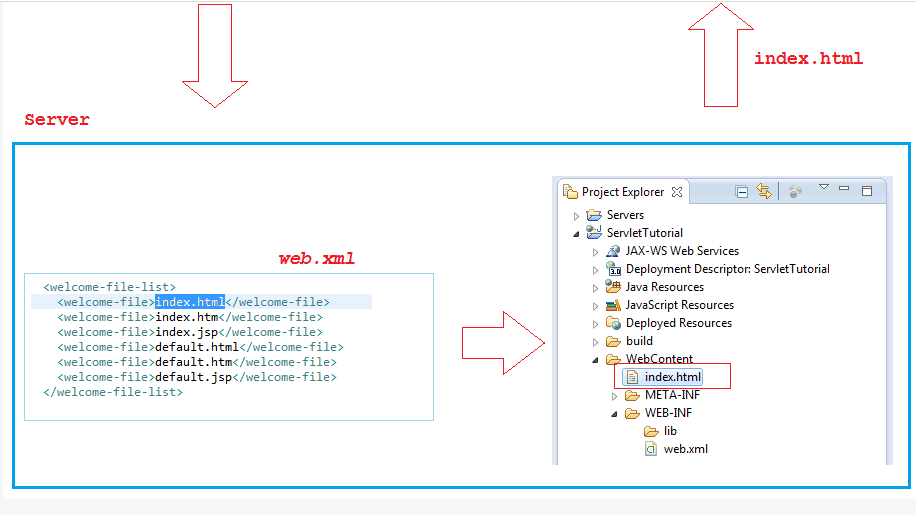 index.html
Server
web.xml
<welcome-file-list>
<welcome-file>index.html</welcome-file>
<welcome-file>index.htm</welcome-file>
<welcome-file>index.jsp</welcome-file>
<welcome-file>default.html</welcome-file>
<welcome-file>default.htm</welcome-file>
<welcome-file>default.jsp</welcome-file>
</welcome-file-list>
Project Explorer
Servers
ServletTutorial
JAX-WS Web Services
3.0 Deployment Descriptor: ServletTutorial
Java Resources
JavaScript Resources
Deployed Resources
build
WebContent
index.html
META-INF
WEB-INF
lib
web.xml